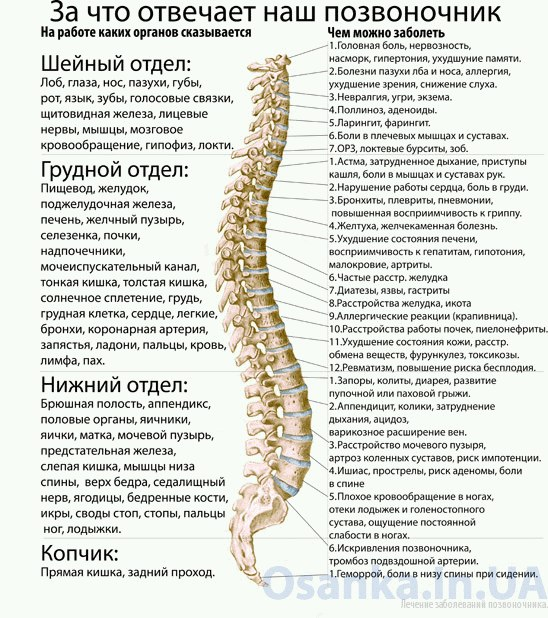 За что отвечает наш позвоночник
На работе каких органов сказывается
Шейный отдел:
Лоб, глаза, нос, пазухи, губы,
рот, язык, зубы, голосовые связки,
щитовидная железа, лицевые
нервы, мышцы, мозговое
кровообращение, гипофиз, локти.
Грудной отдел:
Пищевод, желудок,
поджелудочная железа,
печень, желчный пузырь,
селезенка, почки,
надпочечники,
мочеиспускательный канал,
тонкая кишка, толстая кишка,
солнечное сплетение, грудь,
грудная клетка, сердце, легкие,
бронхи, коронарная артерия,
запястья, ладони, пальцы, кровь,
лимфа, пах.
Нижний отдел:
Брюшная полость, аппендикс,
половые органы, яичники,
яички, матка, мочевой пузырь,
предстательная железа,
слепая кишка, мышцы низа
спины, верх бедра, седалищный
нерв, ягодицы, бедренные кости,
икры, своды стоп, стопы, пальцы
ног, лодыжки.
Копчик:
Прямая кишка, задний проход.
Чем можно заболеть
1.Головная боль, нервозность,
насморк, гипертония, ухудшуние памяти.
2.Болезни пазухи лба и носа, аллергия,
ухудшение зрения, снижение слуха.
3.Невралгия, угри, экзема.
4.Поллиноз, аденоиды.
5.Ларингит, фарингит.
6.Боли в плечевых мышцах и суставах.
7.ОРЗ, локтевые бурситы, зоб.
1.Астма, затрудненное дыхание, приступы
кашля, боли в мышцах и суставах рук.
2.Нарушение работы сердца, боль в груди.
3.Бронхиты, плевриты, пневмонии,
повышенная восприимчивость к гриппу.
4.Желтуха, желчекаменная болезнь.
5.Ухудшение состояния печени,
восприимчивость к гепатитам, гипотония,
малокровие, артриты.
6.Частые расстр. желудка
7.Диатезы, язвы, гастриты
8.Расстройства желудка, икота
9.Аллергические реакции (крапивница).
10.Расстройства работы почек, пиелонефриты.
11.Ухудшение состояния кожи, расстр.
обмена веществ, фурункулез, токсикозы.
12.Ревматизм, повышение риска бесплодия.
1.Запоры, колиты, диарея, развитие
пупочной или паховой грыжи.
2.Аппендицит, колики, затруднение
дыхания, ацидоз,
варикозное расширение вен.
3.Расстройство мочевого пузыря,
артроз коленных суставов, риск импотенции.
4.Ишиас, прострелы, риск аденомы, боли
в спине
5.Плохое кровообращение в ногах,
отеки лодыжек и голеностопного
сустава, ощущение постоянной
слабости в ногах.
6.Искривления позвоночника,
тромбоз подвздошной артерии.
1.Геморрой, боли в низу спины при сидении.
Osanka.In.UA
Лечение заболеваний позвоночника.